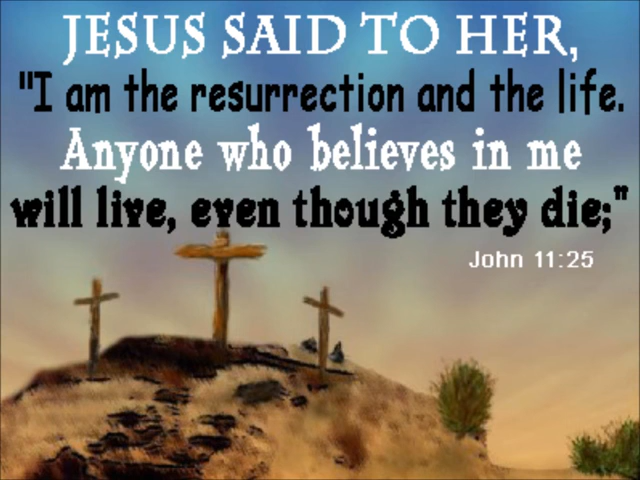 JESUS SAID TO HER,
"I am the resurrection and the life.
Anyone who believes in me
will live, even though they die;"
John 11:25